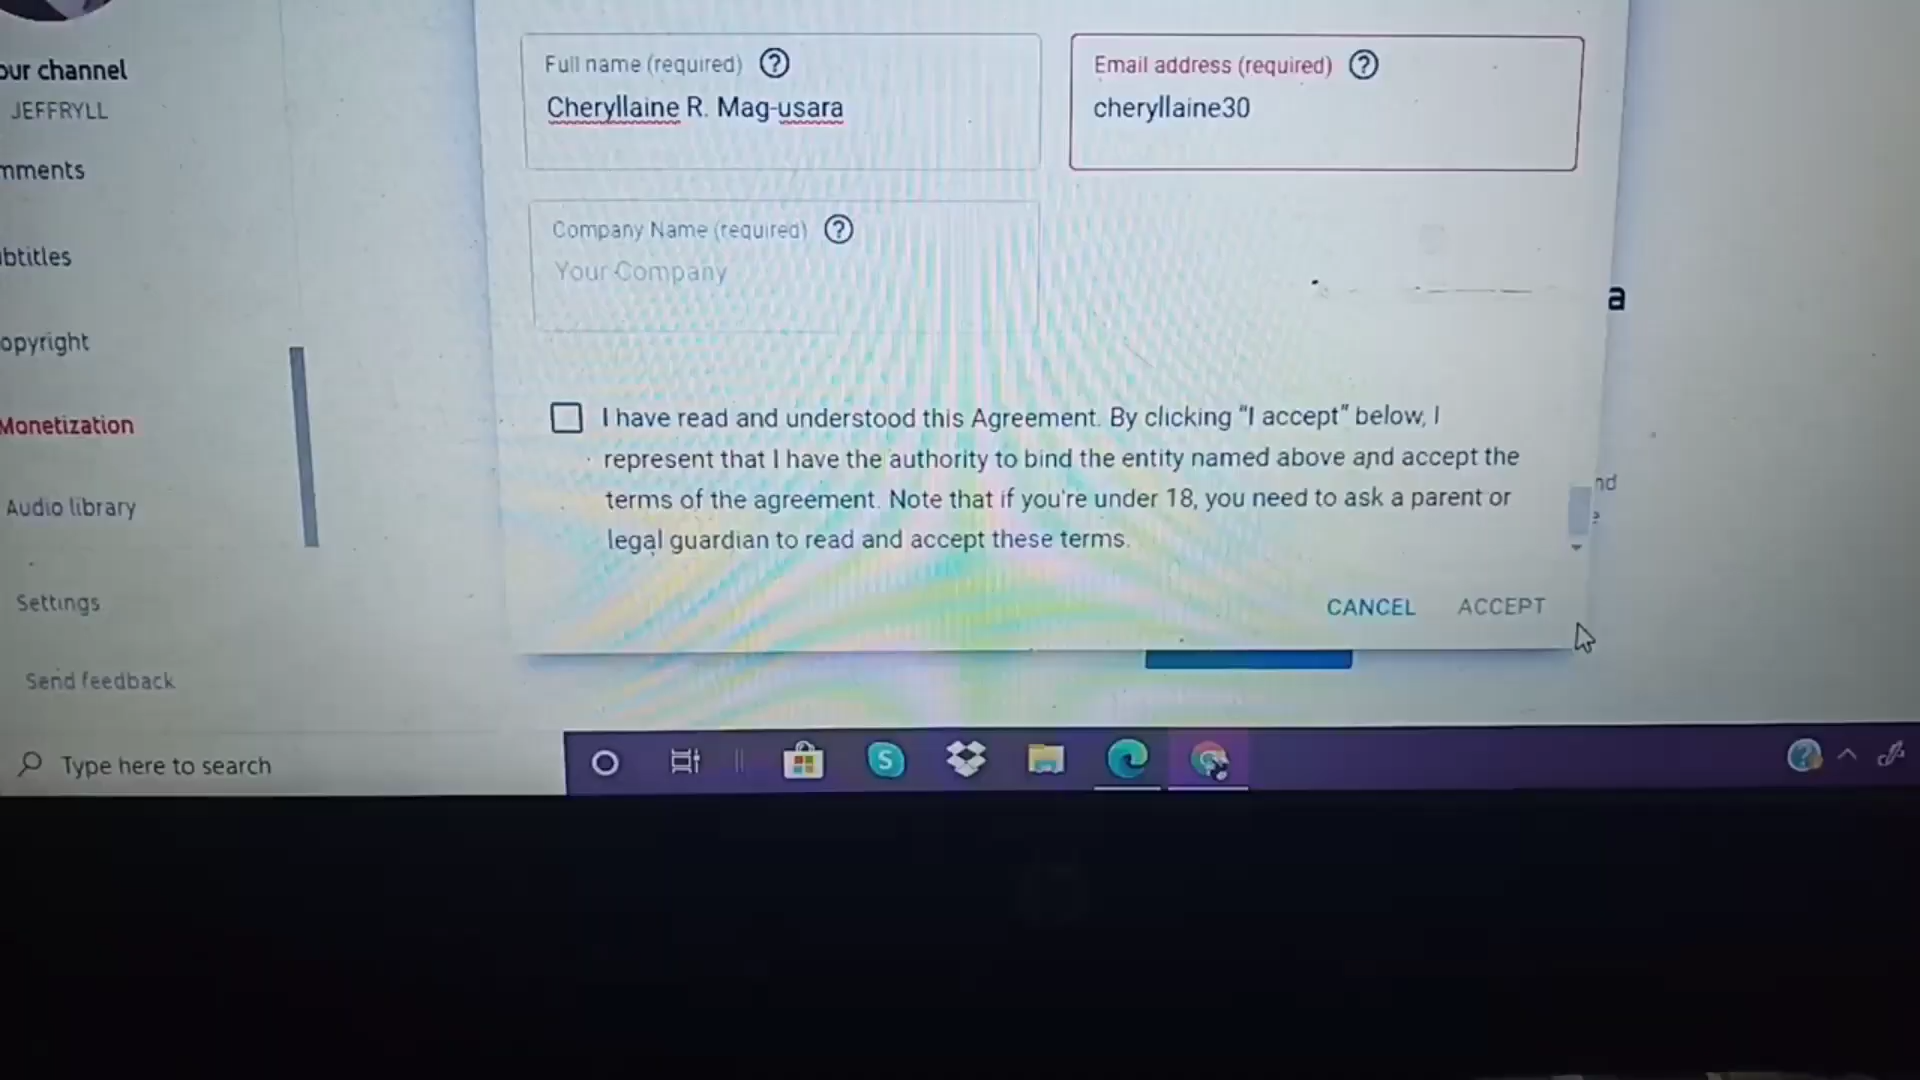 our channel
JEFFRYLL
mments
btitles
opyright
Monetization
Audio library
Settings
Send feedback
Full name (required) ?
Cheryllaine R. Mag-usara
Email address (required) ?
cheryllaine30
Company Name (required) ?
Your Company
a
nd
I have read and understood this Agreement. By clicking “I accept” below, I
represent that I have the authority to bind the entity named above and accept the
terms of the agreement. Note that if you're under 18, you need to ask a parent or
legal guardian to read and accept these terms.
CANCEL ACCEPT
Type here to search